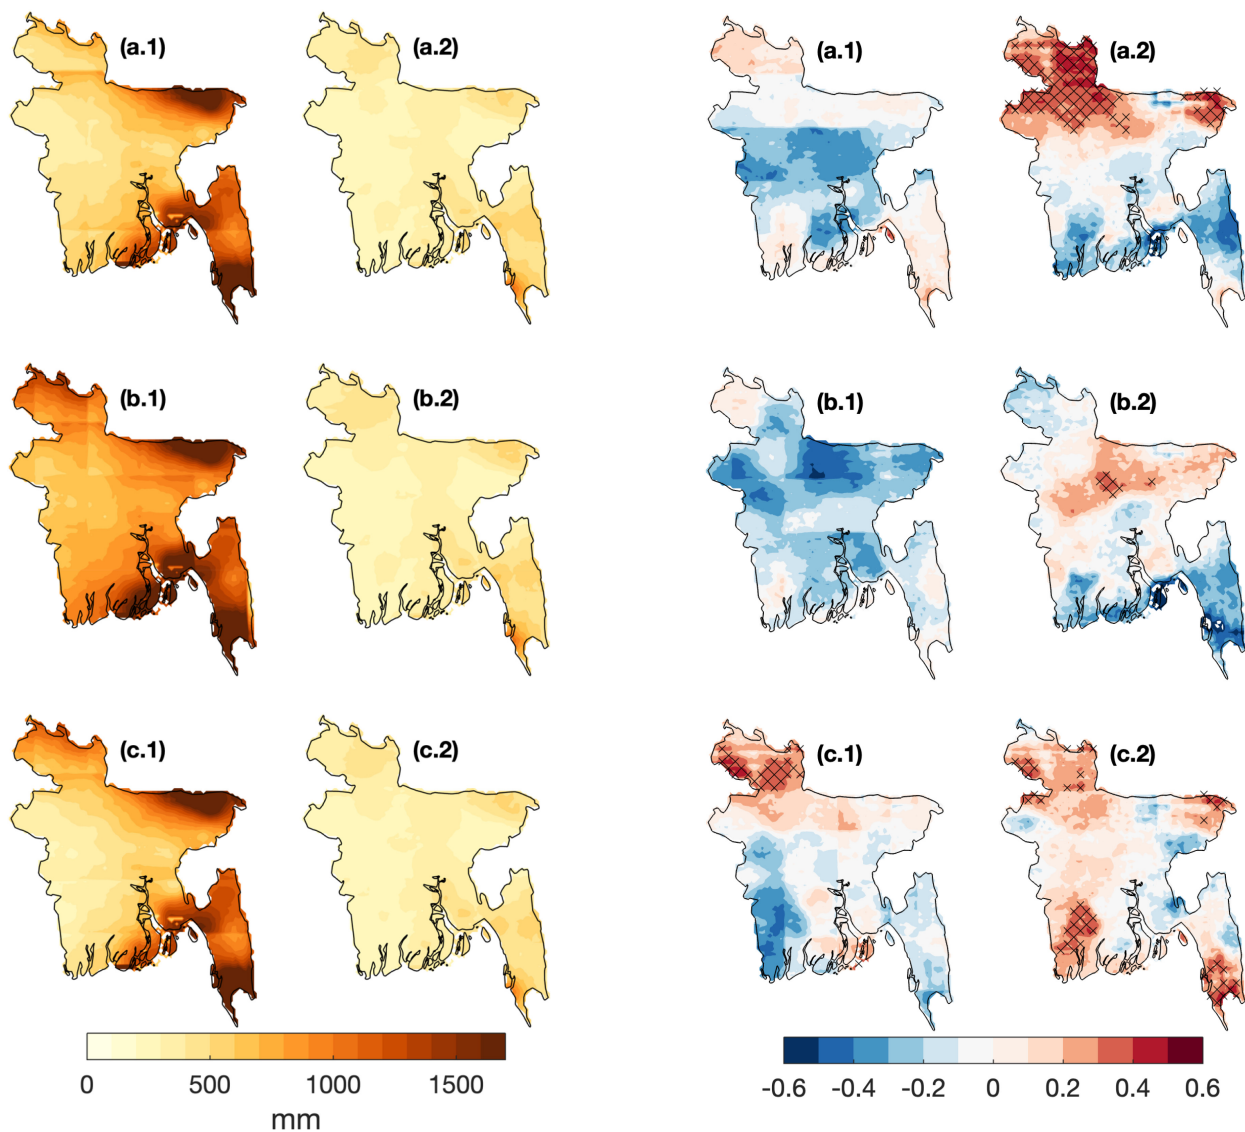 (a.1) (a.2) (a.1) (a.2)
(b.1) (b.2) (b.1) (b.2)
(c.1) (c.2) (c.1) (c.2)
0 500 1000 1500
mm
-0.6 -0.4 -0.2 0 0.2 0.4 0.6